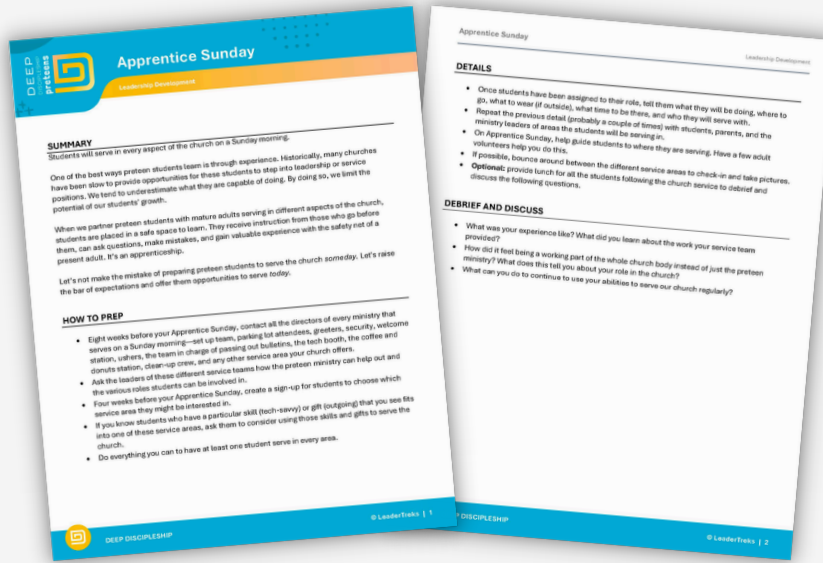 DEEP
DISCIPLESHIP
preteens
Apprentice Sunday
Leadership Development
SUMMARY
Students will serve in every aspect of the church on a Sunday morning.
One of the best ways preteen students learn is through experience. Historically, many churches
have been slow to provide opportunities for these students to step into leadership or service
positions. We tend to underestimate what they are capable of doing. By doing so, we limit the
potential of our students' growth.
When we partner preteen students with mature adults serving in different aspects of the church,
students are placed in a safe space to learn. They receive instruction from those who go before
them, can ask questions, make mistakes, and gain valuable experience with the safety net of a
present adult. It's an apprenticeship.
Let's not make the mistake of preparing preteen students to serve the church someday. Let's raise
the bar of expectations and offer them opportunities to serve today.
HOW TO PREP
• Eight weeks before your Apprentice Sunday, contact all the directors of every ministry that
serves on a Sunday morning—set up team, parking lot attendees, greeters, security, welcome
station, ushers, the team in charge of passing out bulletins, the tech booth, the coffee and
donuts station, clean-up crew, and any other service area your church offers.
• Ask the leaders of these different service teams how the preteen ministry can help out and
the various roles students can be involved in.
• Four weeks before your Apprentice Sunday, create a sign-up for students to choose which
service area they might be interested in.
• If you know students who have a particular skill (tech-savvy) or gift (outgoing) that you see fits
into one of these service areas, ask them to consider using those skills and gifts to serve the
church.
• Do everything you can to have at least one student serve in every area.
DEEP DISCIPLESHIP
© LeaderTreks | 1
Apprentice Sunday
Leadership Development
DETAILS
• Once students have been assigned to their role, tell them what they will be doing, where to
go, what to wear (if outside), what time to be there, and who they will serve with.
• Repeat the previous detail (probably a couple of times) with students, parents, and the
ministry leaders of areas the students will be serving in.
• On Apprentice Sunday, help guide students to where they are serving. Have a few adult
volunteers help you do this.
• If possible, bounce around between the different service areas to check-in and take pictures.
• Optional: provide lunch for all the students following the church service to debrief and
discuss the following questions.
DEBRIEF AND DISCUSS
• What was your experience like? What did you learn about the work your service team
provided?
• How did it feel being a working part of the whole church body instead of just the preteen
ministry? What does this tell you about your role in the church?
• What can you do to continue to use your abilities to serve our church regularly?
DISCIPLESHIP
© LeaderTreks | 2